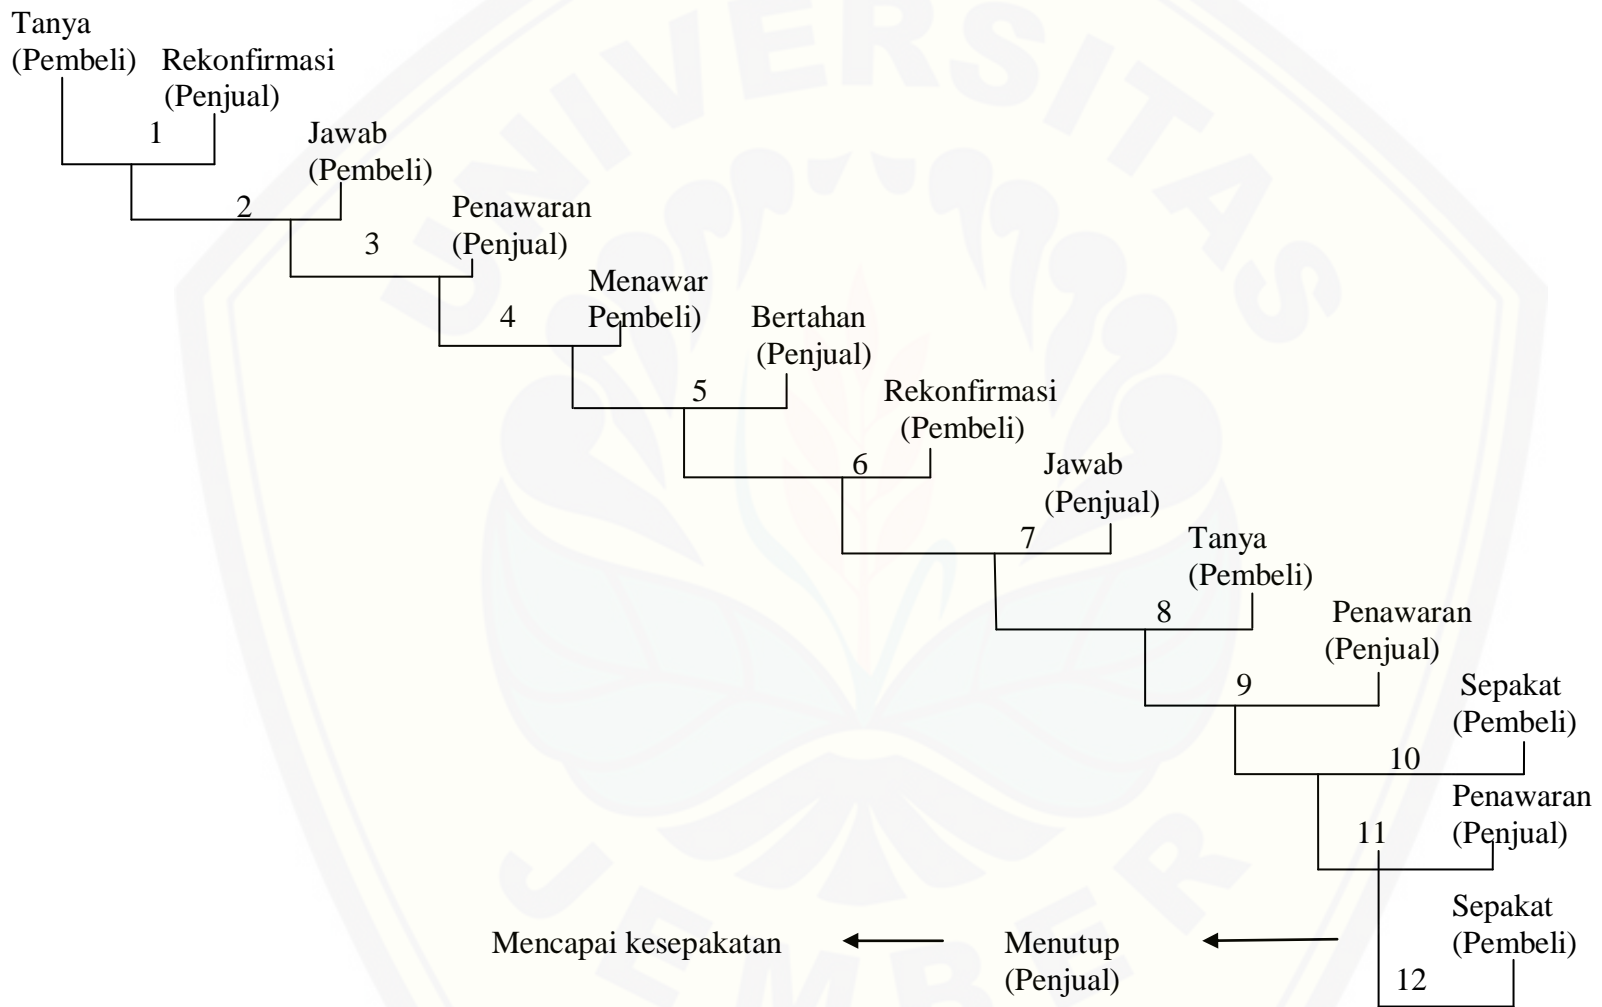 Tanya
(Pembeli)
Rekonfirmasi
(Penjual)
1
Jawab
(Pembeli)
2
Penawaran
(Penjual)
3
Menawar
Pembeli)
4
Bertahan
(Penjual)
5
Rekonfirmasi
(Pembeli)
6
Jawab
(Penjual)
7
Tanya
(Pembeli)
8
Penawaran
(Penjual)
9
Sepakat
(Pembeli)
10
Penawaran
(Penjual)
11
Sepakat
(Pembeli)
12
Menutup
(Penjual)
Mencapai kesepakatan
UNIVERSITAS
JEMBER